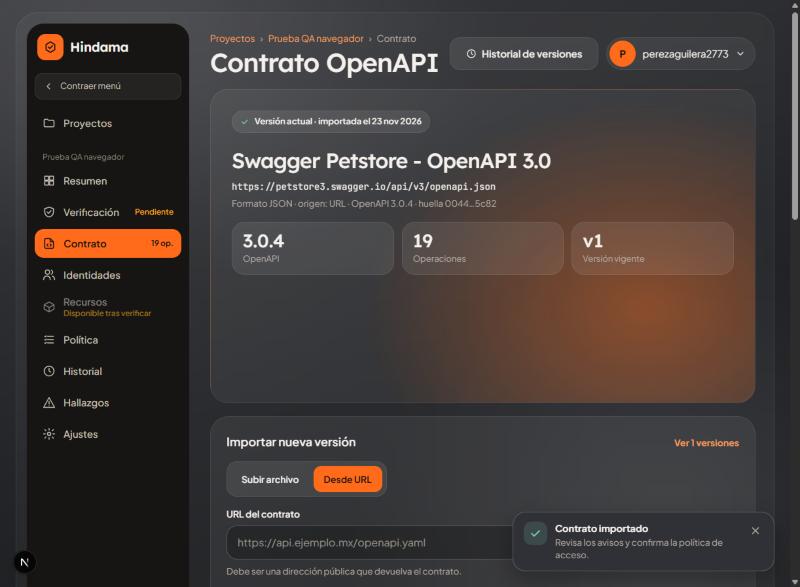 Hindama
Contraer menú
Proyectos
Prueba QA navegador
Resumen
Verificación Pendiente
Contrato 19 op.
Identidades
Recursos
Disponible tras verificar
Política
Historial
Hallazgos
Ajustes
N
Proyectos › Prueba QA navegador › Contrato
Contrato OpenAPI
Historial de versiones
P perezaguilera2773
Versión actual · importada el 23 nov 2026
Swagger Petstore - OpenAPI 3.0
https://petstore3.swagger.io/api/v3/openapi.json
Formato JSON · origen: URL · OpenAPI 3.0.4 · huella 0044…5c82
3.0.4
OpenAPI
19
Operaciones
v1
Versión vigente
Importar nueva versión
Ver 1 versiones
Subir archivo
Desde URL
URL del contrato
https://api.ejemplo.mx/openapi.yaml
Debe ser una dirección pública que devuelva el contrato.
Contrato importado
Revisa los avisos y confirma la política de
acceso.